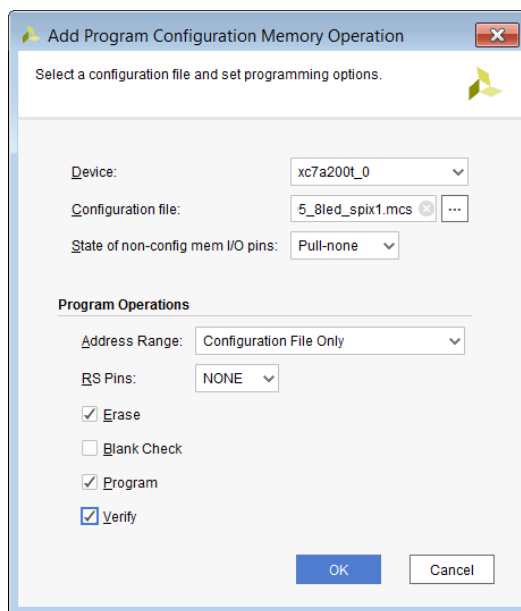 Add Program Configuration Memory Operation
Select a configuration file and set programming options.
Device: xc7a200t_0
Configuration file: 5_8led_spix1.mcs ...
State of non-config mem I/O pins: Pull-none
Program Operations
Address Range: Configuration File Only
RS Pins: NONE
Erase
Blank Check
Program
Verify
OK Cancel